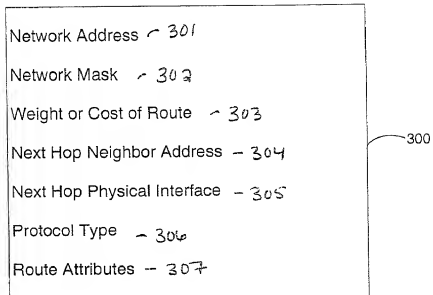 Network Address - 301
Network Mask - 302
Weight or Cost of Route - 303
Next Hop Neighbor Address - 304
300
Next Hop Physical Interface - 305
Protocol Type - 306
Route Attributes -- 307